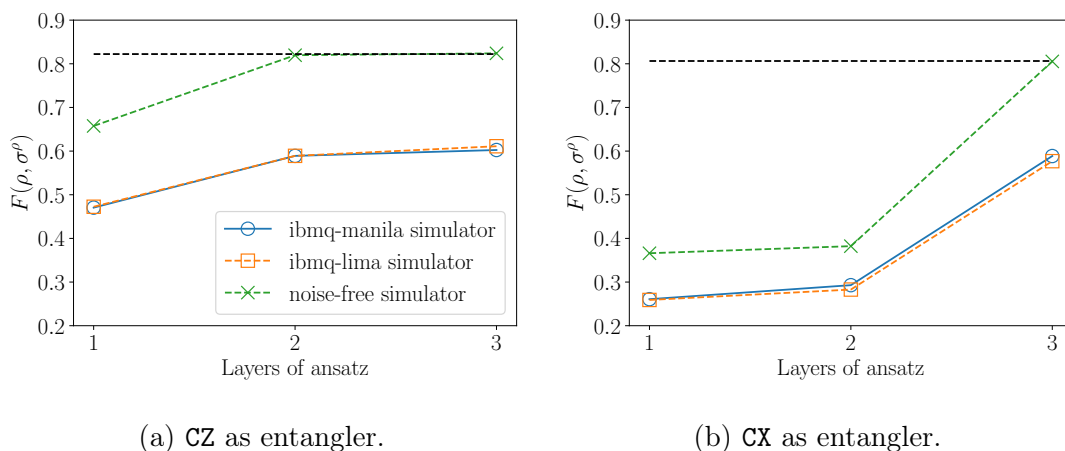 0.9
0.8
0.7
0.6
0.5
0.4
0.3
0.2
F(ρ, σ^ρ)
ibmq-manila simulator
ibmq-lima simulator
noise-free simulator
1 2 3
Layers of ansatz
(a) CZ as entangler.
0.9
0.8
0.7
0.6
0.5
0.4
0.3
0.2
F(ρ, σ^ρ)
1 2 3
Layers of ansatz
(b) CX as entangler.